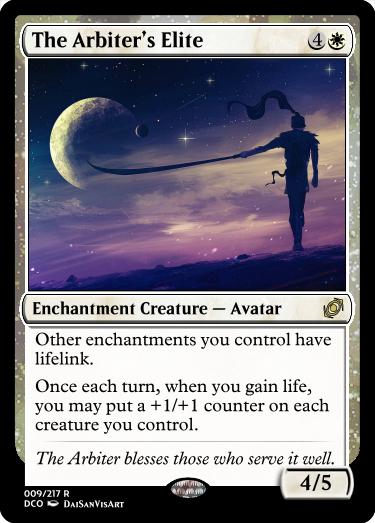 The Arbiter's Elite 4
Enchantment Creature — Avatar
Other enchantments you control have
lifelink.
Once each turn, when you gain life,
you may put a +1/+1 counter on each
creature you control.
The Arbiter blesses those who serve it well.
4/5
009/217 R
DCO DaiSanVisArt